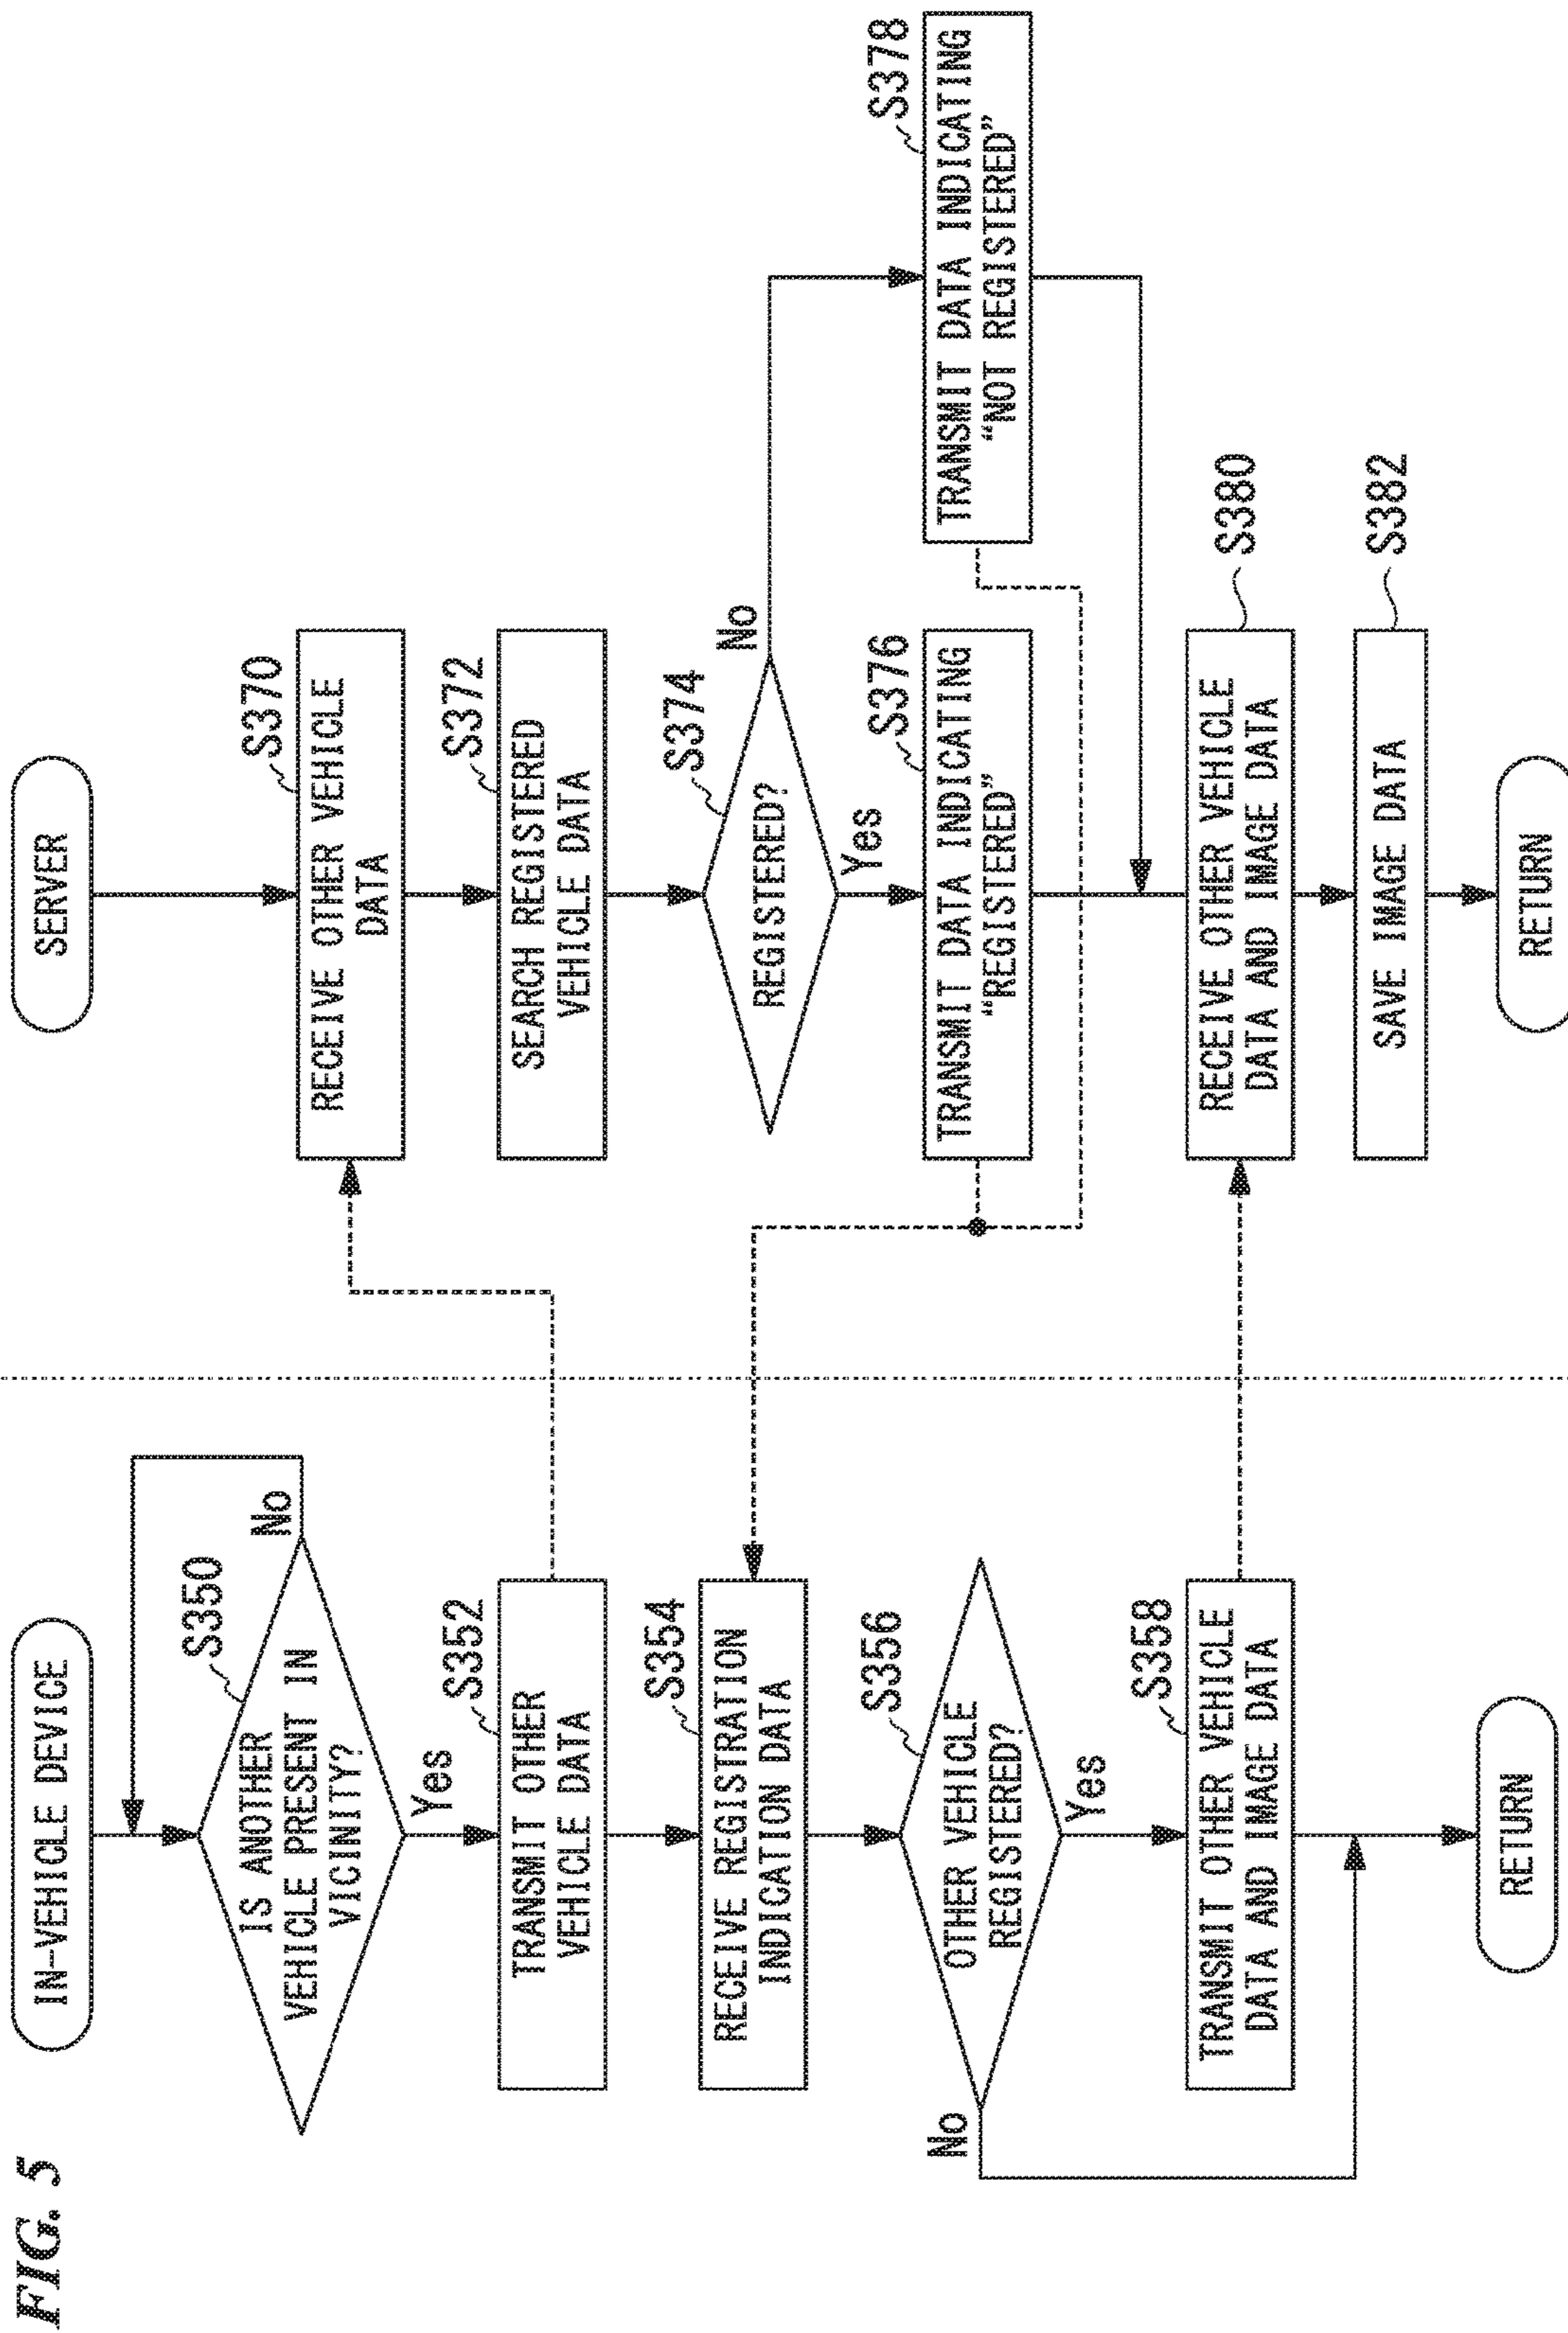 FIG. 5
IN-VEHICLE DEVICE
S350
IS ANOTHER
VEHICLE PRESENT IN
VICINITY?
No
Yes
S352
TRANSMIT OTHER
VEHICLE DATA
S354
RECEIVE REGISTRATION
INDICATION DATA
S356
OTHER VEHICLE
REGISTERED?
No
Yes
S358
TRANSMIT OTHER VEHICLE
DATA AND IMAGE DATA
RETURN
SERVER
S370
RECEIVE OTHER VEHICLE
DATA
S372
SEARCH REGISTERED
VEHICLE DATA
S374
REGISTERED?
No
Yes
S376
TRANSMIT DATA INDICATING
“REGISTERED”
S378
TRANSMIT DATA INDICATING
“NOT REGISTERED”
S380
RECEIVE OTHER VEHICLE
DATA AND IMAGE DATA
S382
SAVE IMAGE DATA
RETURN